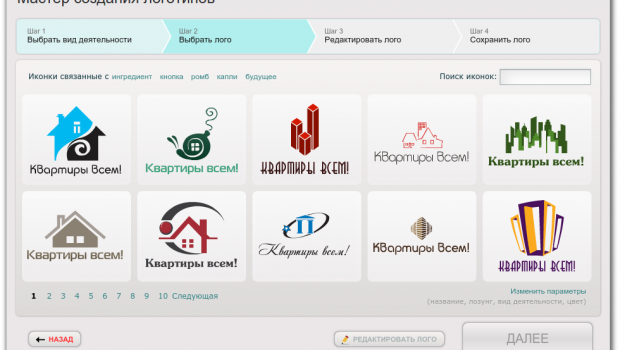 Мастер создания логотипов
Шаг 1
Выбрать вид деятельности
Шаг 2
Выбрать лого
Шаг 3
Редактировать лого
Шаг 4
Сохранить лого
Иконки связанные с ингредиент кнопка ромб капли будущее
Поиск иконок:
Квартиры всем!
Квартиры всем!
КВАРТИРЫ ВСЕМ!
Квартиры всем!
Квартиры всем!
Квартиры всем!
Квартиры всем!
Квартиры всем!
Квартиры всем!
КВАРТИРЫ ВСЕМ!
1 2 3 4 5 6 7 8 9 10 Следующая
Изменить параметры
(название, лозунг, вид деятельности, цвет)
НАЗАД
РЕДАКТИРОВАТЬ ЛОГО
ДАЛЕЕ